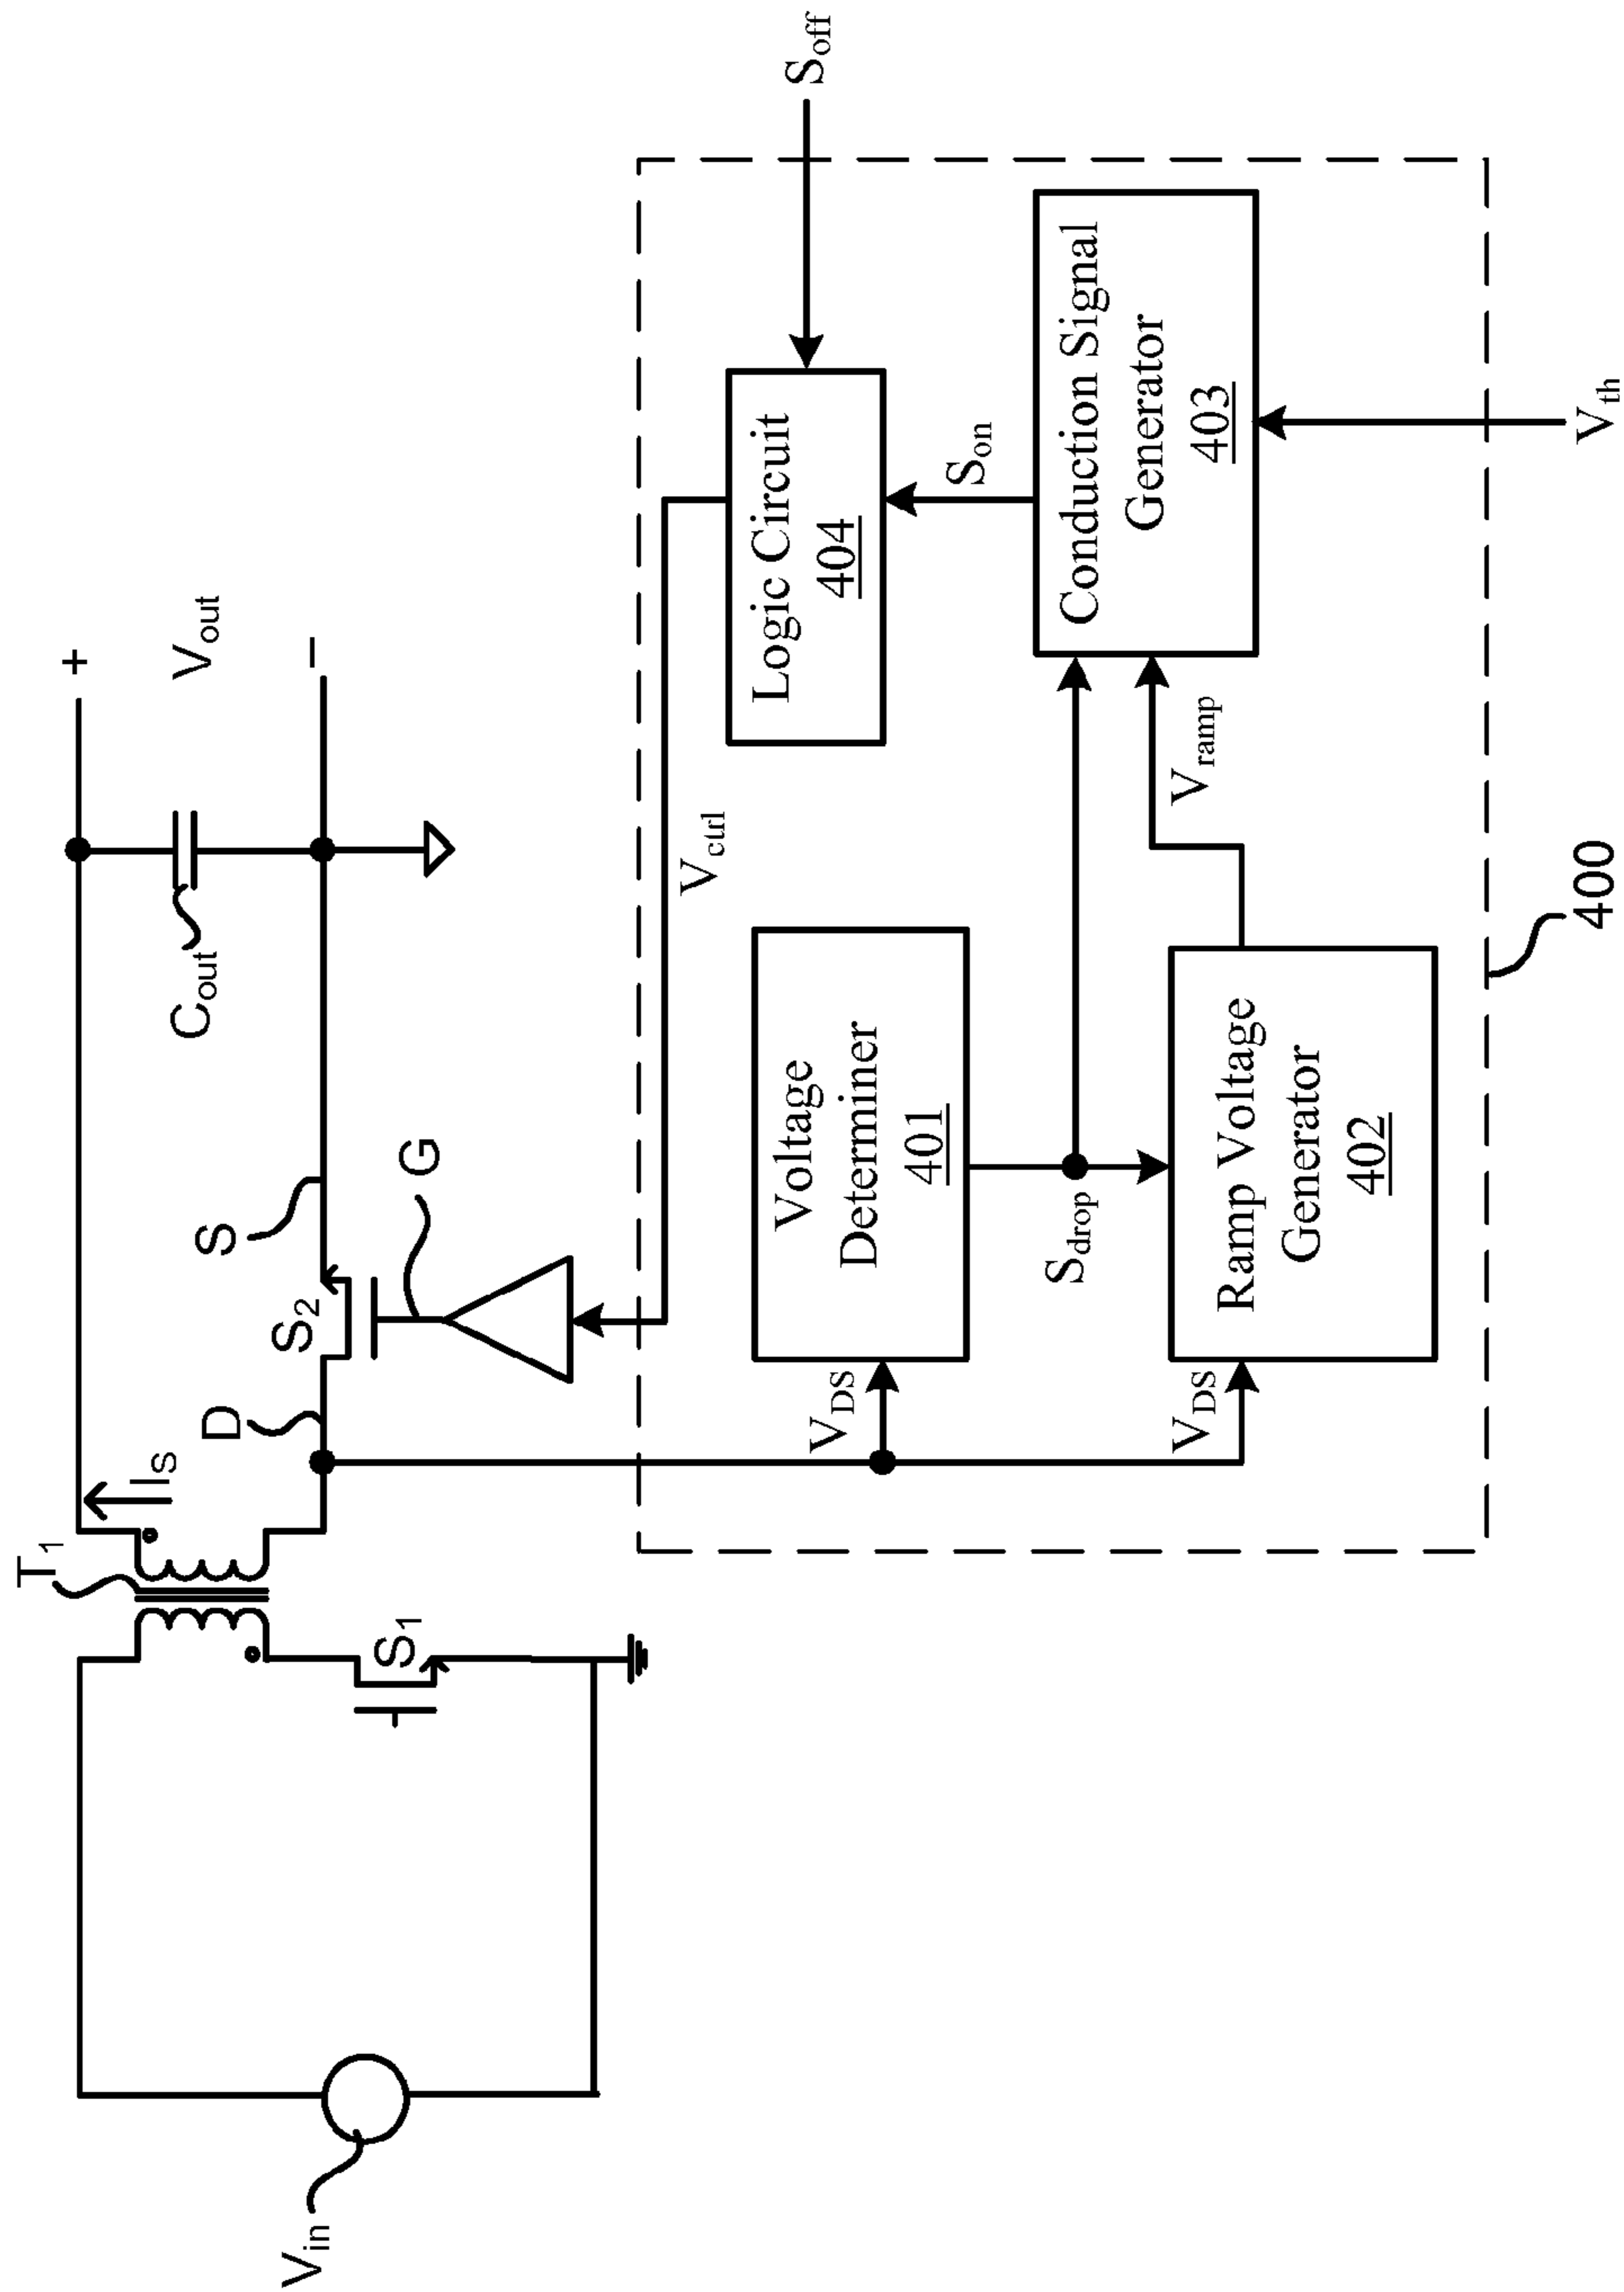 T1
IS
+
Vout
Cout
−
Vin
S1
D
S2
S
G
Vctrl
Soff
VDS
Voltage
Determiner
401
Logic Circuit
404
Sdrop
Son
VDS
Ramp Voltage
Generator
402
Vramp
Conduction Signal
Generator
403
Vth
400